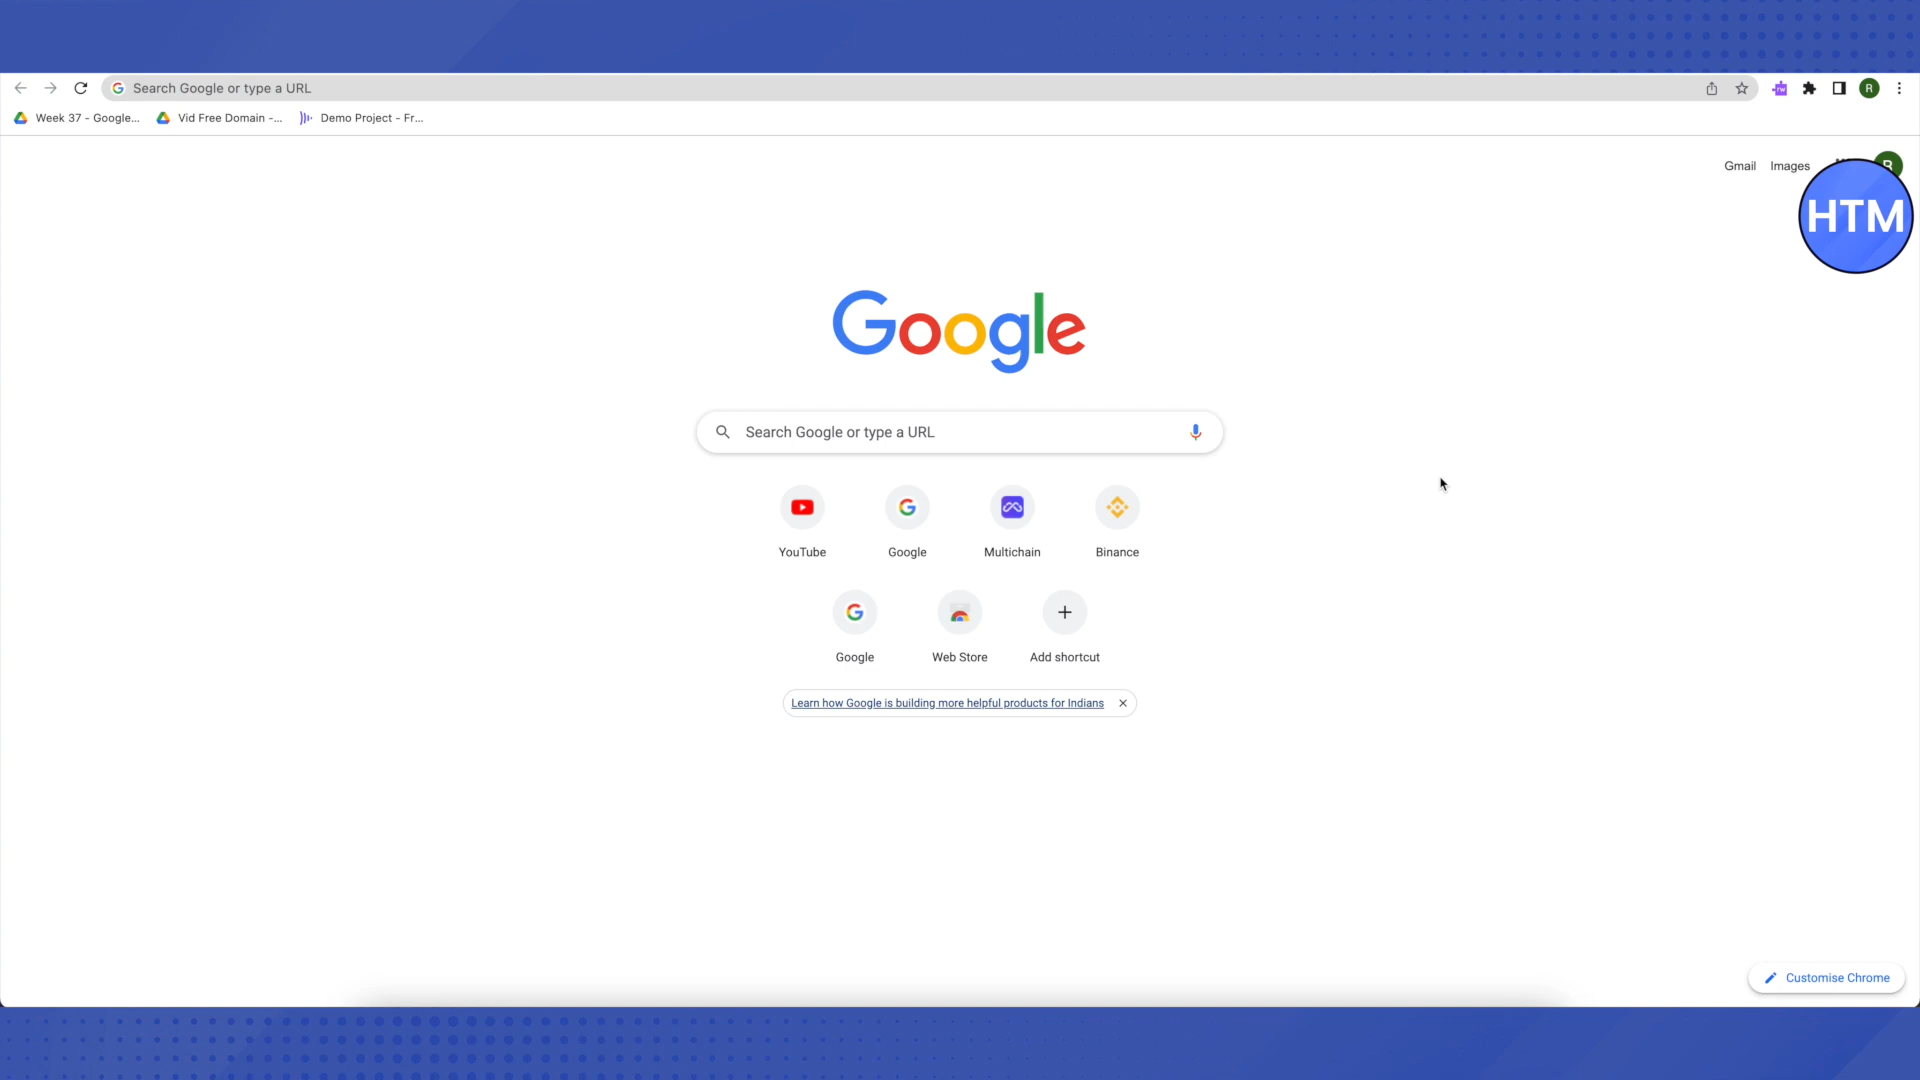 Search Google or type a URL
R
Week 37 - Google...
Vid Free Domain -...
Demo Project - Fr...
Gmail
Images
R
HTM
Google
Search Google or type a URL
YouTube
Google
Multichain
Binance
Google
Web Store
Add shortcut
Learn how Google is building more helpful products for Indians
Customise Chrome